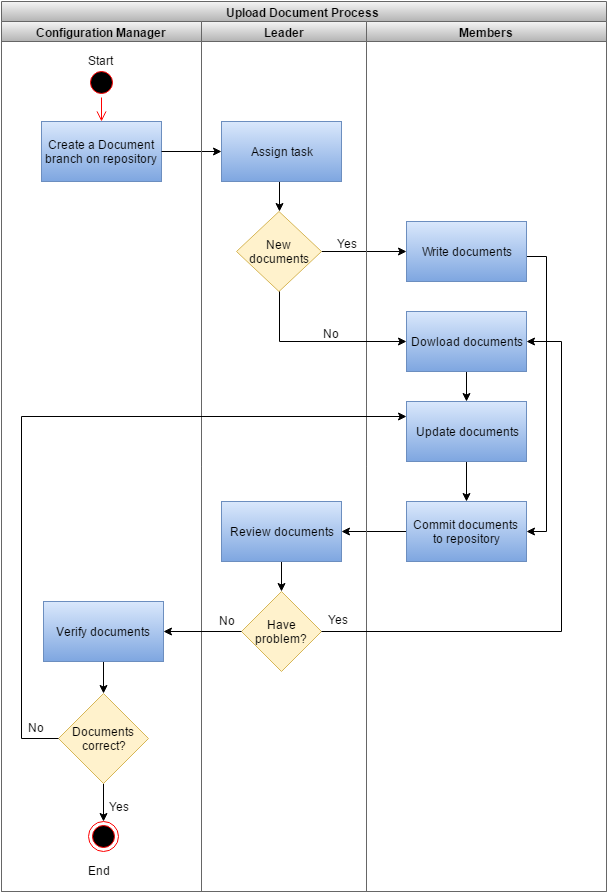 Upload Document Process
Configuration Manager
Leader
Members
Start
Create a Document
branch on repository
Assign task
New
documents
Yes
Write documents
No
Dowload documents
Update documents
Review documents
Commit documents
to repository
Verify documents
No
Have
problem?
Yes
No
Documents
correct?
Yes
End